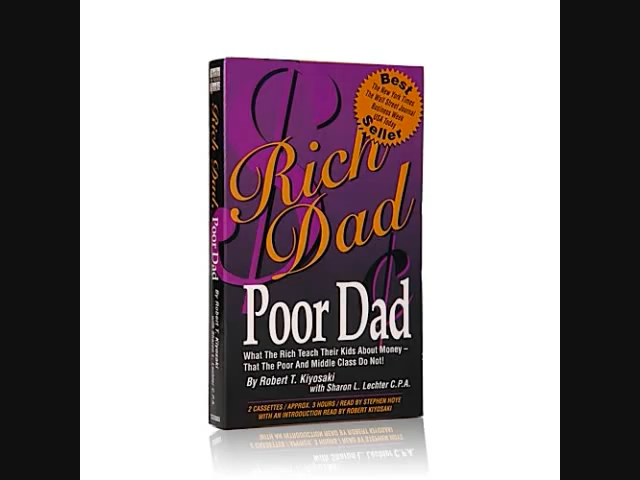 Best
The New York Times
The Wall Street Journal
Business Week
USA Today
Seller
Rich
Dad
Poor Dad
What The Rich Teach Their Kids About Money –
That The Poor And Middle Class Do Not!
By Robert T. Kiyosaki
with Sharon L. Lechter C.P.A.
2 CASSETTES / APPROX. 3 HOURS / READ BY STEPHEN HOYE
WITH AN INTRODUCTION READ BY ROBERT KIYOSAKI
Rich Dad, Poor Dad By Robert T. Kiyosaki
with Sharon L. Lechter C.P.A.